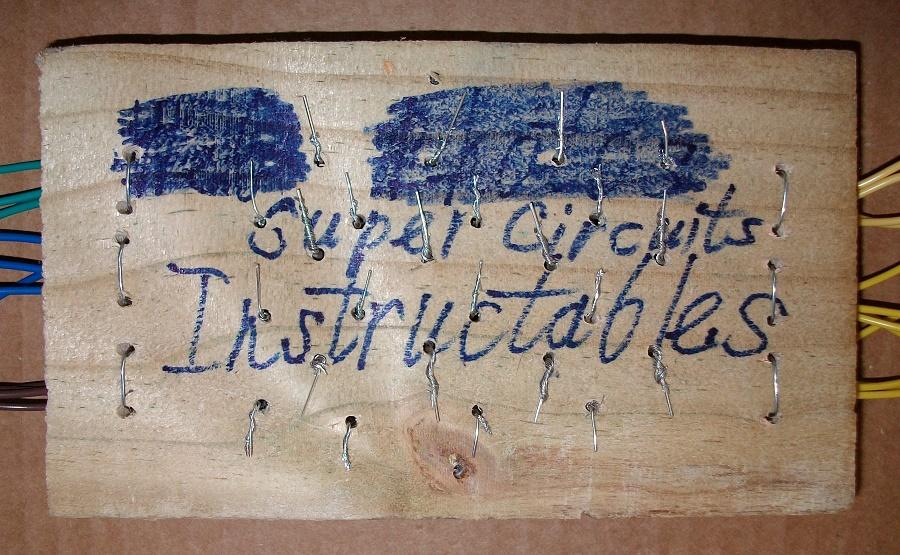 Super Circuits
Instructables